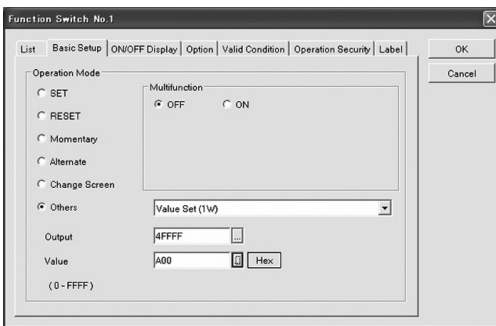 Function Switch No.1
List Basic Setup ON/OFF Display Option Valid Condition Operation Security Label
OK
Cancel
Operation Mode
SET
RESET
Momentary
Alternate
Change Screen
Others
Multifunction
OFF ON
Value Set (1W)
Output 4FFFF ...
Value A00 Hex
(0-FFFF)